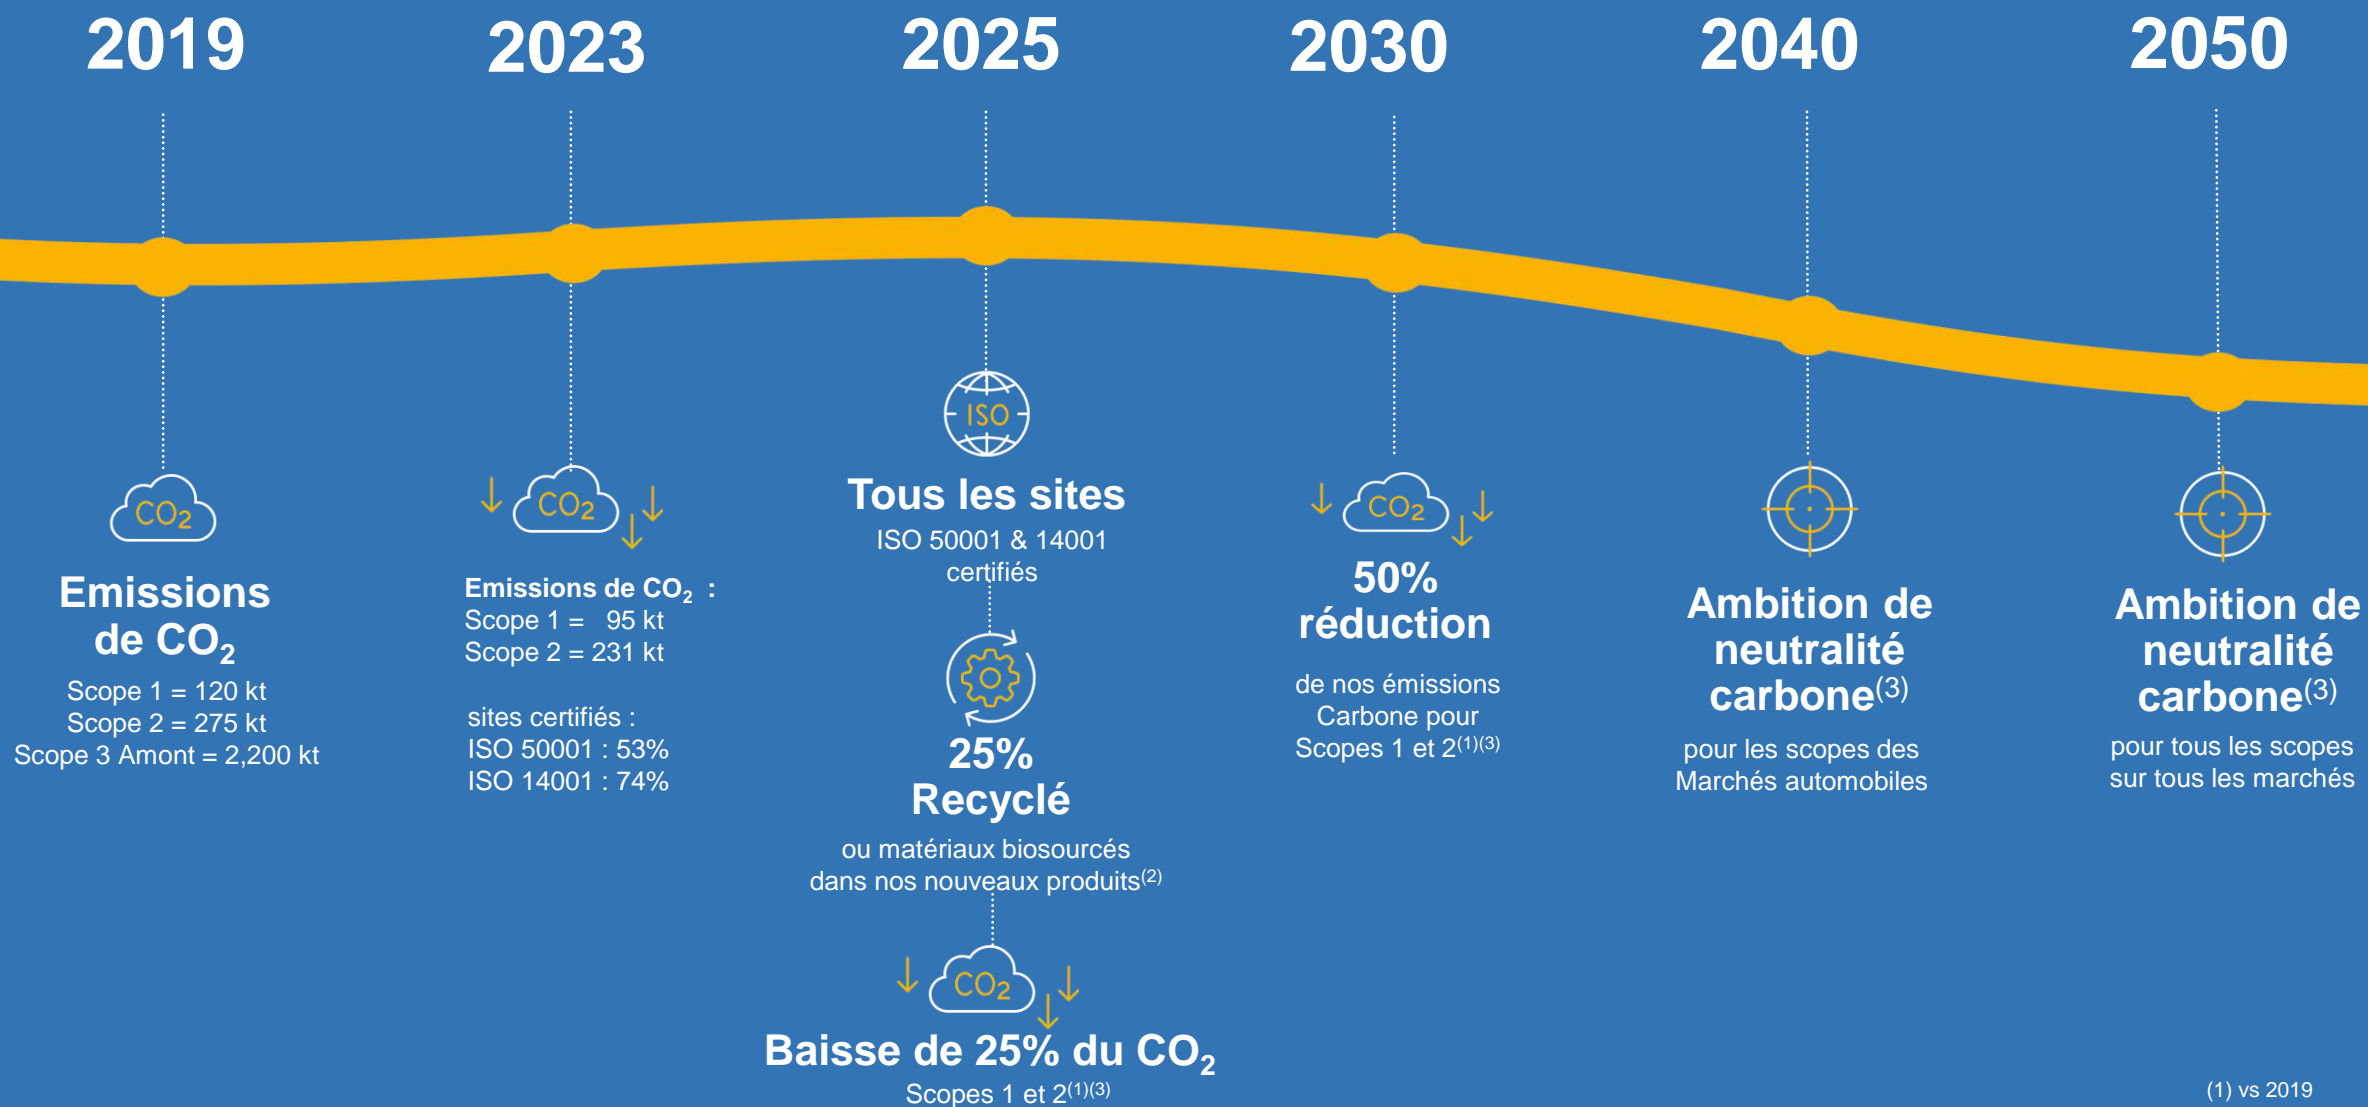 2019
CO2
Emissions
de CO2
Scope 1 = 120 kt
Scope 2 = 275 kt
Scope 3 Amont = 2,200 kt
2023
CO2
Emissions de CO2 :
Scope 1 = 95 kt
Scope 2 = 231 kt
sites certifiés :
ISO 50001 : 53%
ISO 14001 : 74%
2025
ISO
Tous les sites
ISO 50001 & 14001
certifiés
25%
Recyclé
ou matériaux biosourcés
dans nos nouveaux produits(2)
CO2
Baisse de 25% du CO2
Scopes 1 et 2(1)(3)
2030
CO2
50%
réduction
de nos émissions
Carbone pour
Scopes 1 et 2(1)(3)
2040
Ambition de
neutralité
carbone(3)
pour les scopes des
Marchés automobiles
2050
Ambition de
neutralité
carbone(3)
pour tous les scopes
sur tous les marchés
(1) vs 2019